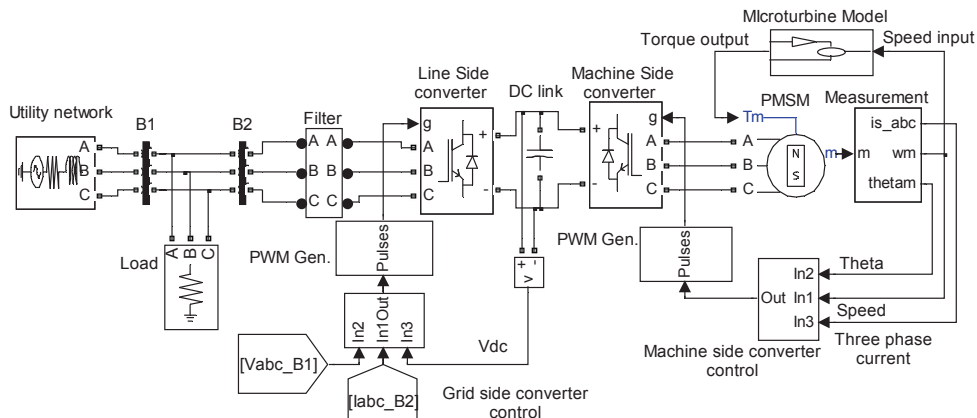 MIcroturbine Model
Torque output
Speed input
Line Side
converter
DC link
Machine Side
converter
PMSM
Measurement
Utility network
B1
B2
Filter
g
g
Tm
is_abc
A
A
A
A
A
A
B
B
B
B
B
B
C
C
C
C
C
C
+
-
+
-
N
S
m
m
wm
thetam
A
B
C
Load
PWM Gen.
Pulses
v
+
-
PWM Gen.
Pulses
In2
In1
In3
Out
Theta
Speed
Three phase
current
In2
In1
In3
Out
Vdc
[Vabc_B1]
[Iabc_B2]
Grid side converter
control
Machine side converter
control